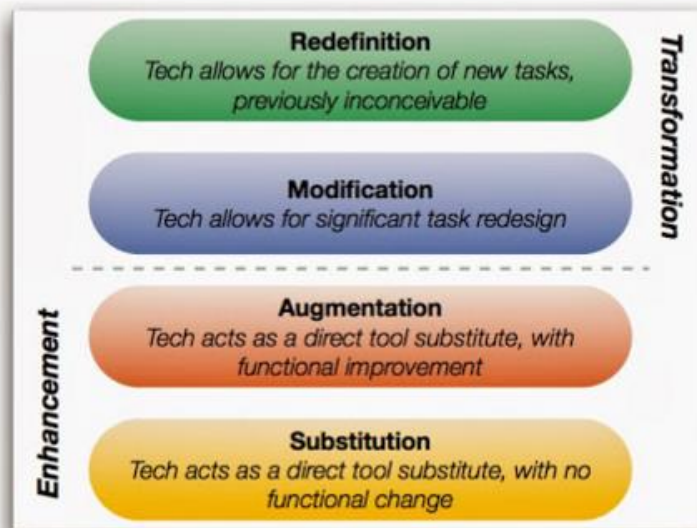 Redefinition
Tech allows for the creation of new tasks,
previously inconceivable
Transformation
Modification
Tech allows for significant task redesign
Augmentation
Tech acts as a direct tool substitute, with
functional improvement
Enhancement
Substitution
Tech acts as a direct tool substitute, with no
functional change